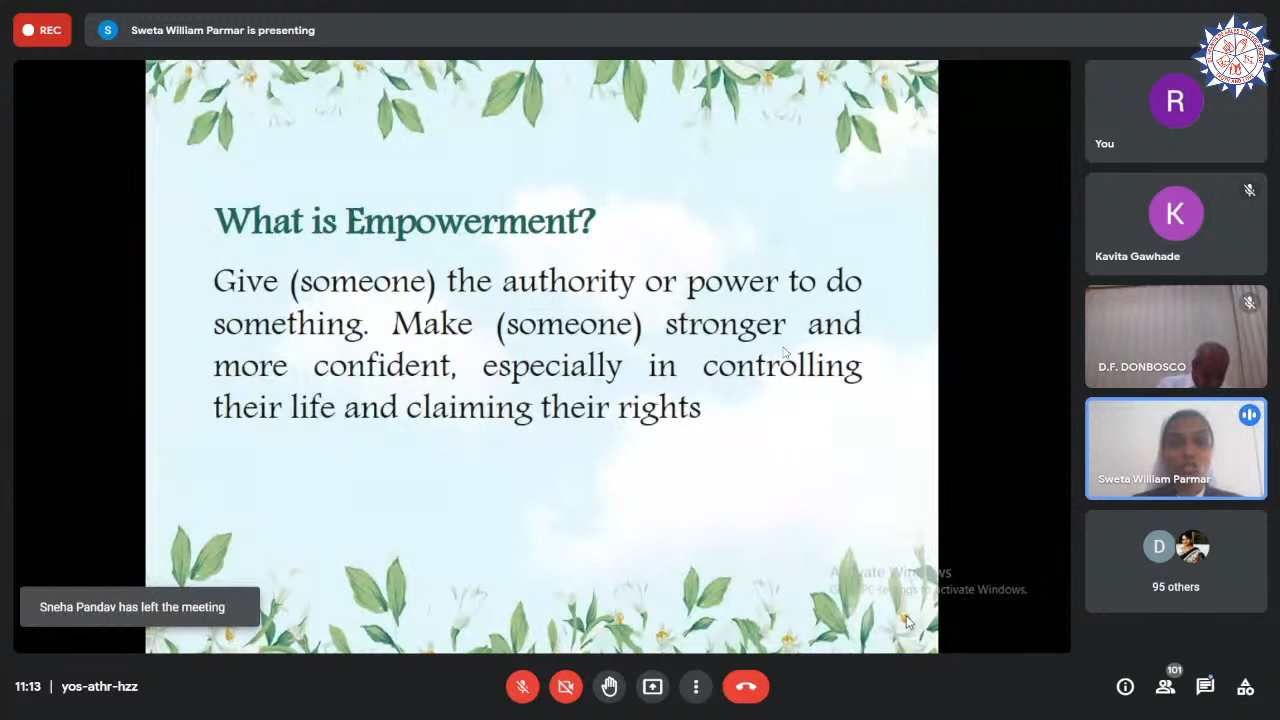 REC
S
Sweta William Parmar is presenting
R
You
What is Empowerment?
Give (someone) the authority or power to do
something. Make (someone) stronger and
more confident, especially in controlling
their life and claiming their rights
K
Kavita Gawhade
D.F. DONBOSCO
Sweta William Parmar
D
95 others
Activate Windows
Sneha Pandav has left the meeting
11:13 | yos-athr-hzz
101